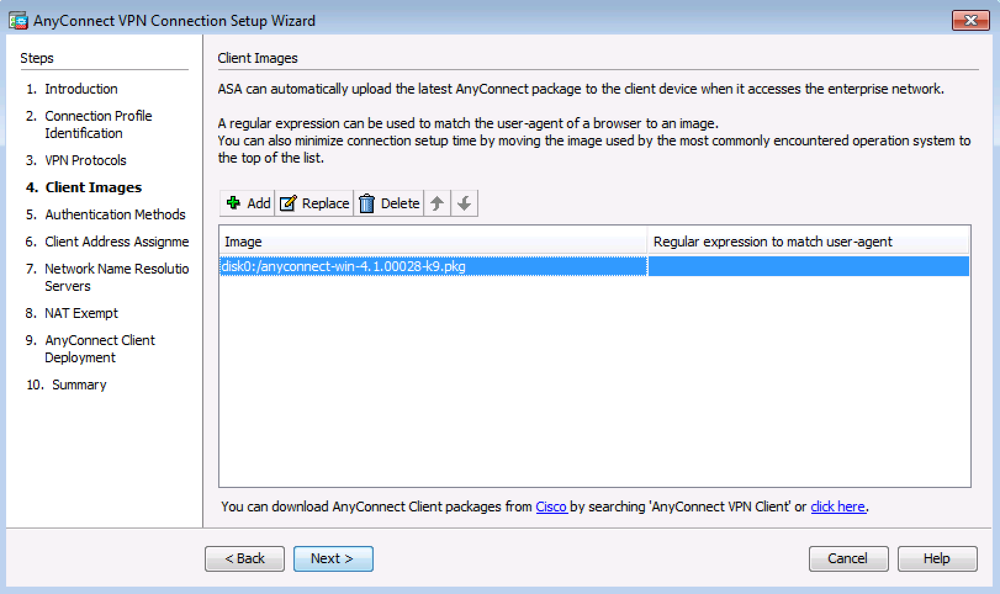 AnyConnect VPN Connection Setup Wizard
Steps
1. Introduction
2. Connection Profile
Identification
3. VPN Protocols
4. Client Images
5. Authentication Methods
6. Client Address Assignme
7. Network Name Resolutio
Servers
8. NAT Exempt
9. AnyConnect Client
Deployment
10. Summary
Client Images
ASA can automatically upload the latest AnyConnect package to the client device when it accesses the enterprise network.
A regular expression can be used to match the user-agent of a browser to an image.
You can also minimize connection setup time by moving the image used by the most commonly encountered operation system to
the top of the list.
Add Replace Delete
Image Regular expression to match user-agent
disk0:/anyconnect-win-4.1.00028-k9.pkg
You can download AnyConnect Client packages from Cisco by searching 'AnyConnect VPN Client' or click here.
< Back Next > Cancel Help